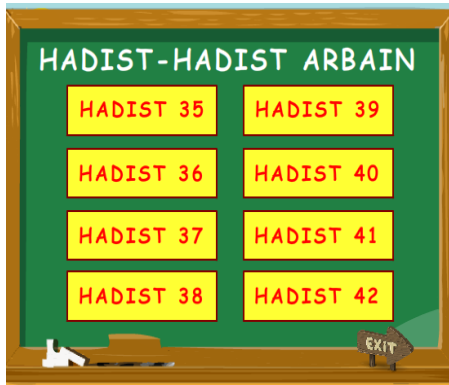 HADIST-HADIST ARBAIN
HADIST 35
HADIST 39
HADIST 36
HADIST 40
HADIST 37
HADIST 41
HADIST 38
HADIST 42
EXIT